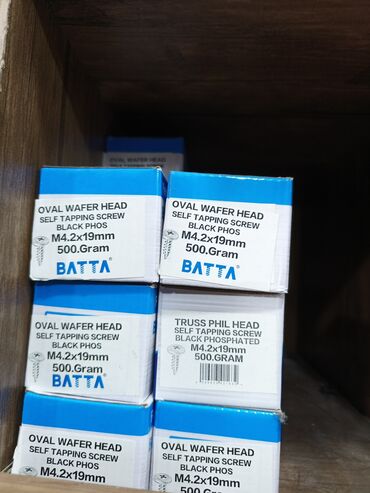 OVAL WAFER HEAD
OVAL WAFER HEAD
SELF TAPPING SCREW
BLACK PHOS
M4.2x19mm
500.Gram
BATTA
OVAL WAFER HEAD
SELF TAPPING SCREW
BLACK PHOS
M4.2x19mm
500.Gram
BATTA
OVAL WAFER HEAD
SELF TAPPING SCREW
BLACK PHOS
M4.2x19mm
500.Gram
BATTA
TRUSS PHIL HEAD
SELF TAPPING SCREW
BLACK PHOSPHATED
M4.2x19mm
500.GRAM
OVAL WAFER HEAD
SELF TAPPING SCREW
BLACK PHOS
M4.2x19mm
OVAL WAFER HEAD
SELF TAPPING SCREW
BLACK PHOS
M4.2x19mm